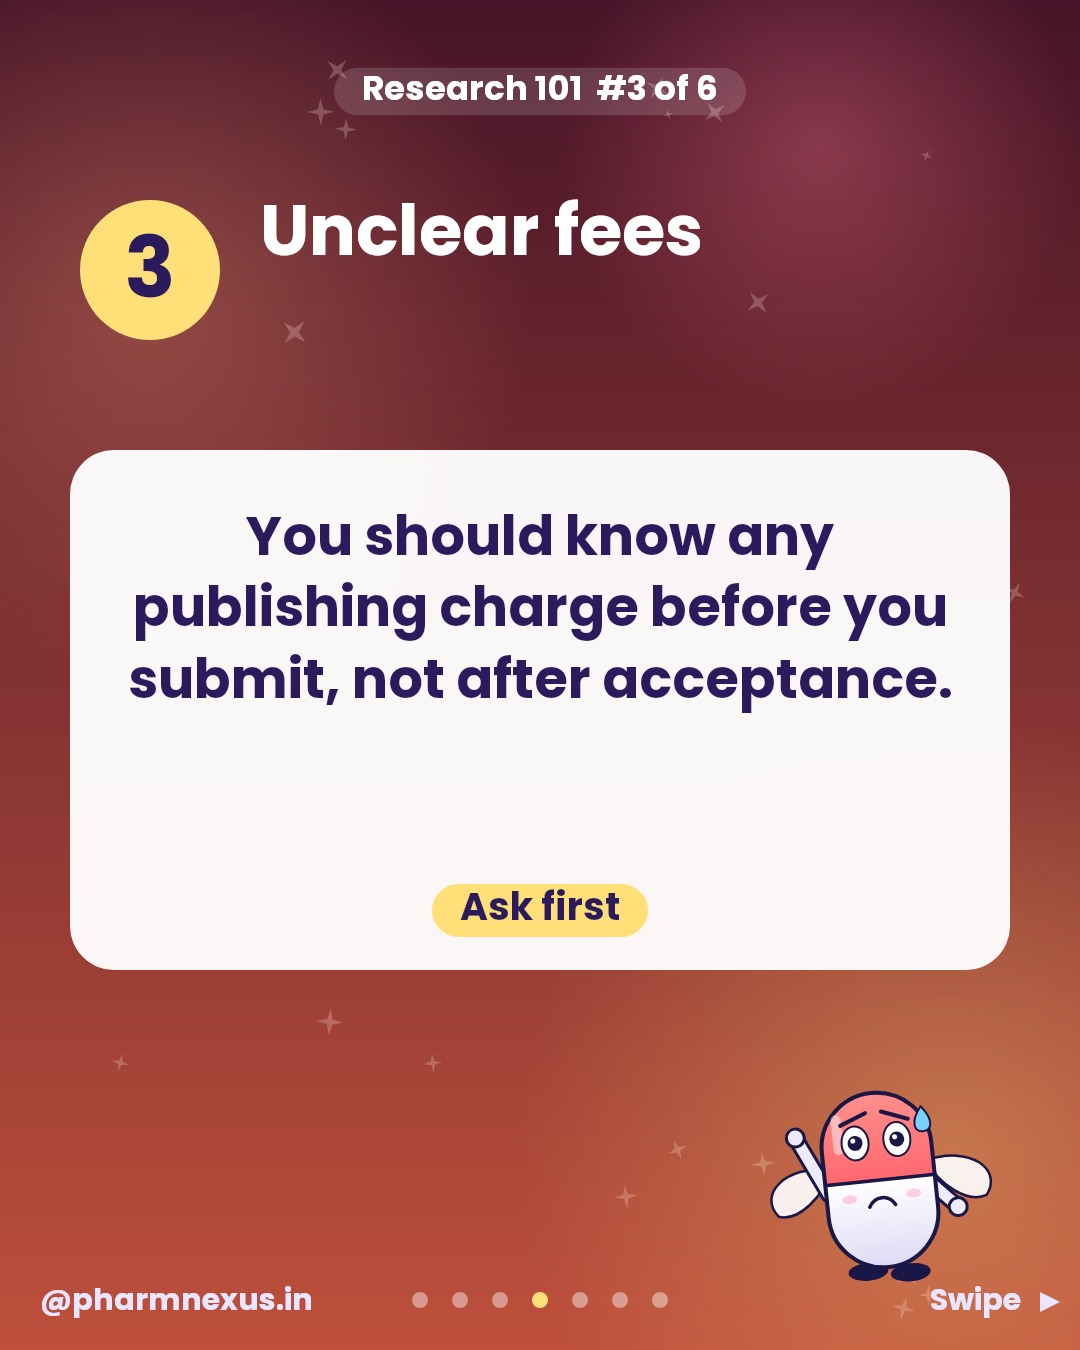 Research 101 #3 of 6
3
Unclear fees
You should know any
publishing charge before you
submit, not after acceptance.
Ask first
@pharmnexus.in
Swipe ▶